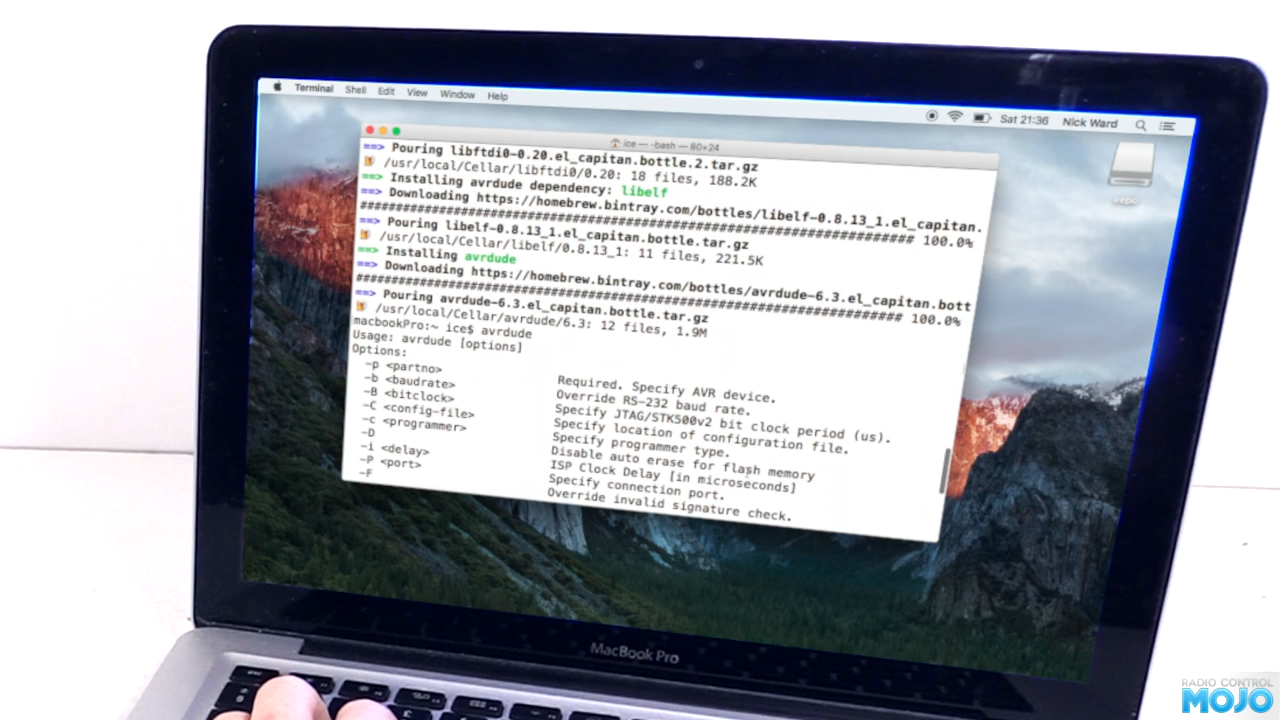 Terminal Shell Edit View Window Help
Sat 21:36 Nick Ward
ice — -bash — 80×24
==> Pouring libftdi0-0.20.el_capitan.bottle.2.tar.gz
/usr/local/Cellar/libftdi0/0.20: 18 files, 188.2K
==> Installing avrdude dependency: libelf
==> Downloading https://homebrew.bintray.com/bottles/libelf-0.8.13_1.el_capitan.
######################################################################## 100.0%
==> Pouring libelf-0.8.13_1.el_capitan.bottle.tar.gz
/usr/local/Cellar/libelf/0.8.13_1: 11 files, 221.5K
==> Installing avrdude
==> Downloading https://homebrew.bintray.com/bottles/avrdude-6.3.el_capitan.bott
######################################################################## 100.0%
==> Pouring avrdude-6.3.el_capitan.bottle.tar.gz
/usr/local/Cellar/avrdude/6.3: 12 files, 1.9M
macbookPro:~ ice$ avrdude
Usage: avrdude [options]
Options:
-p <partno> Required. Specify AVR device.
-b <baudrate> Override RS-232 baud rate.
-B <bitclock> Specify JTAG/STK500v2 bit clock period (us).
-C <config-file> Specify location of configuration file.
-c <programmer> Specify programmer type.
-D Disable auto erase for flash memory
-i <delay> ISP Clock Delay [in microseconds]
-P <port> Specify connection port.
-F Override invalid signature check.
MacBook Pro
RADIO CONTROL
MOJO